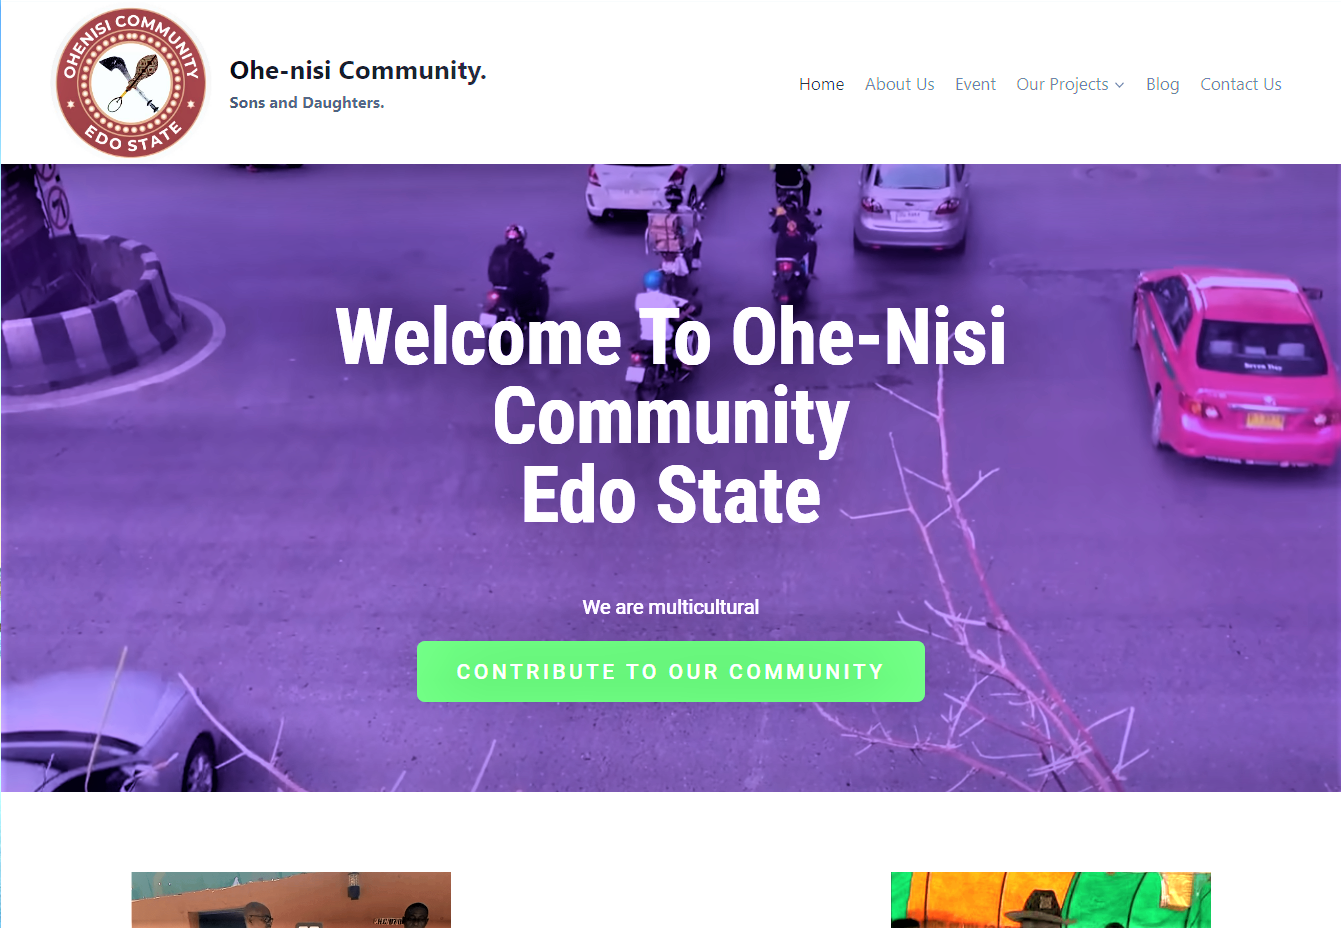 OHENISI COMMUNITY
EDO STATE
Ohe-nisi Community.
Sons and Daughters.
Home About Us Event Our Projects Blog Contact Us
Welcome To Ohe-Nisi
Community
Edo State
We are multicultural
CONTRIBUTE TO OUR COMMUNITY